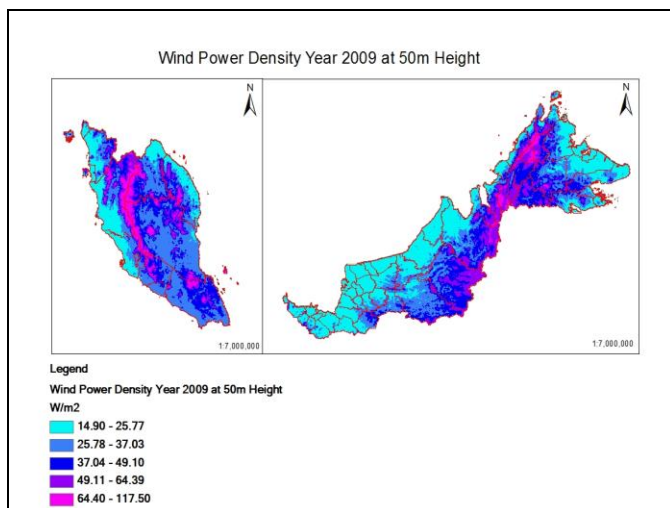 Wind Power Density Year 2009 at 50m Height
N
N
1:7,000,000
1:7,000,000
Legend
Wind Power Density Year 2009 at 50m Height
W/m2
14.90 - 25.77
25.78 - 37.03
37.04 - 49.10
49.11 - 64.39
64.40 - 117.50